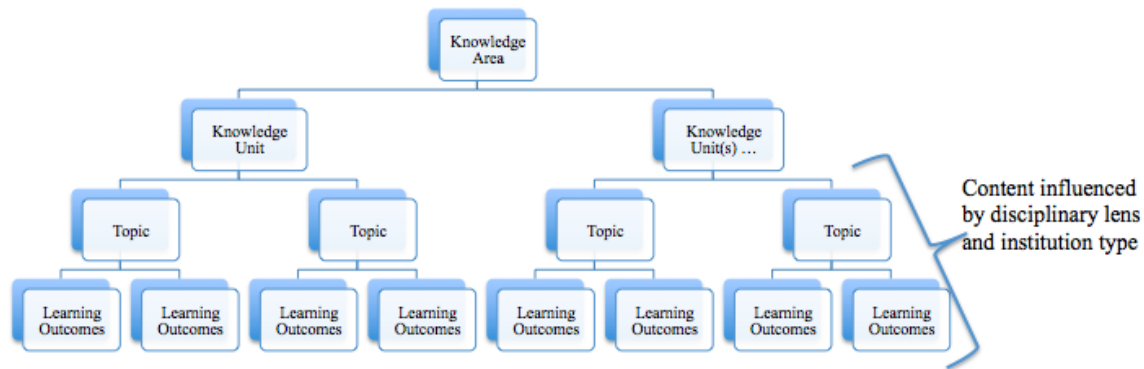 Knowledge
Area
Knowledge
Unit
Knowledge
Unit(s) ...
Content influenced
by disciplinary lens
and institution type
Topic
Topic
Topic
Topic
Learning
Outcomes
Learning
Outcomes
Learning
Outcomes
Learning
Outcomes
Learning
Outcomes
Learning
Outcomes
Learning
Outcomes
Learning
Outcomes